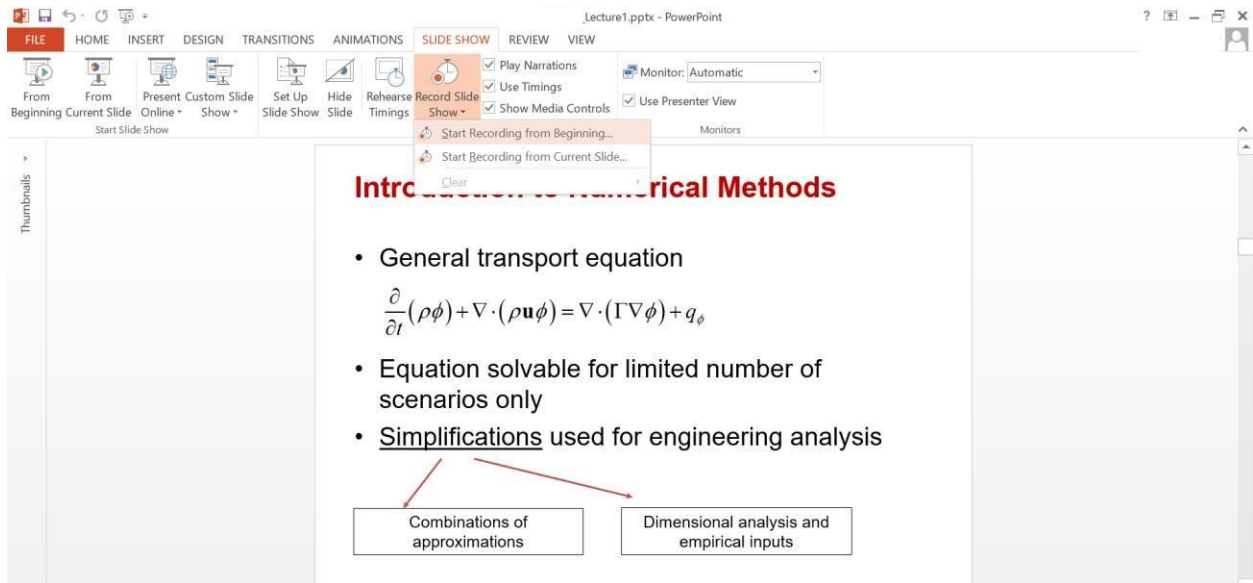 _Lecture1.pptx - PowerPoint
?
FILE HOME INSERT DESIGN TRANSITIONS ANIMATIONS SLIDE SHOW REVIEW VIEW
From Beginning
From Current Slide
Present Online
Custom Slide Show
Set Up Slide Show
Hide Slide
Rehearse Timings
Record Slide Show
Play Narrations
Use Timings
Show Media Controls
Monitor: Automatic
Use Presenter View
Start Slide Show
Monitors
Start Recording from Beginning...
Start Recording from Current Slide...
Clear
Thumbnails
Numerical Methods
• General transport equation
∂/∂t(ρϕ)+∇·(ρuϕ)=∇·(Γ∇ϕ)+q_ϕ
• Equation solvable for limited number of
scenarios only
• Simplifications used for engineering analysis
Combinations of
approximations
Dimensional analysis and
empirical inputs